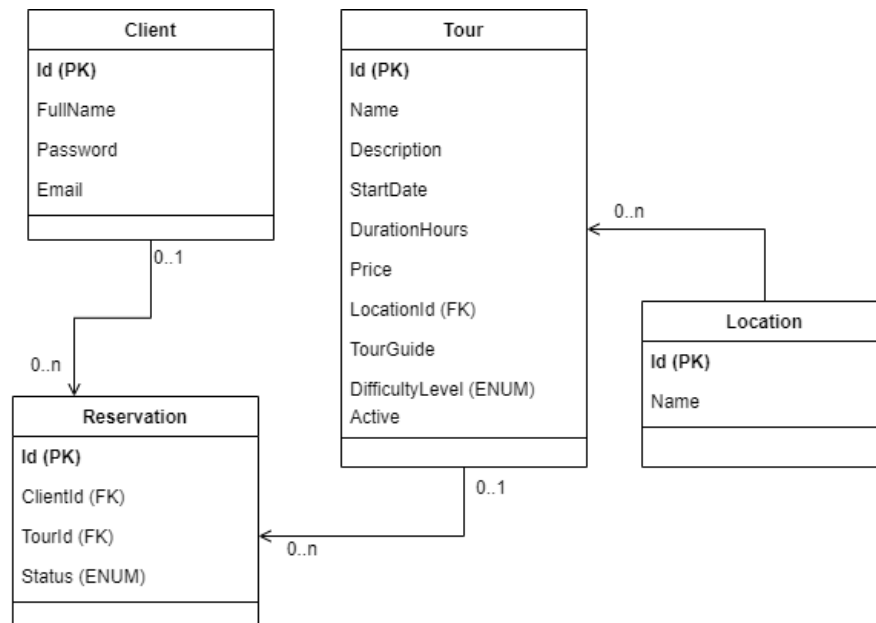 Client
Id (PK)
FullName
Password
Email
0..1
0..n
Reservation
Id (PK)
ClientId (FK)
TourId (FK)
Status (ENUM)
Tour
Id (PK)
Name
Description
StartDate
DurationHours
Price
LocationId (FK)
TourGuide
DifficultyLevel (ENUM)
Active
0..1
0..n
0..n
Location
Id (PK)
Name